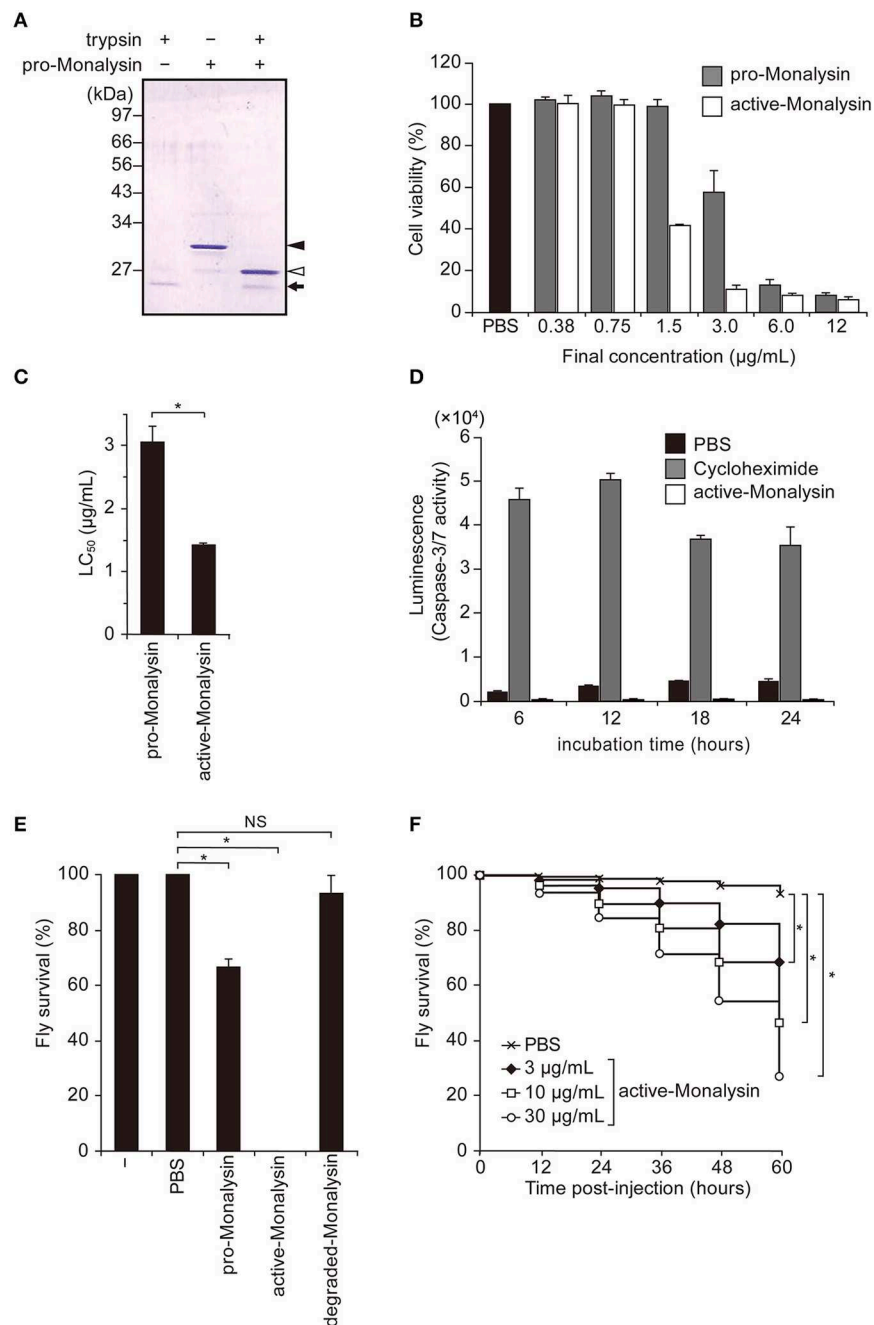 A
trypsin + − +
pro-Monalysin − + +
(kDa)
97
66
56
43
34
27
B
120
100
80
60
40
20
0
Cell viability (%)
pro-Monalysin
active-Monalysin
PBS 0.38 0.75 1.5 3.0 6.0 12
Final concentration (µg/mL)
C
*
3
2
1
0
LC50 (µg/mL)
pro-Monalysin
active-Monalysin
D
(×10⁴)
6
5
4
3
2
1
0
Luminescence
(Caspase-3/7 activity)
PBS
Cycloheximide
active-Monalysin
6 12 18 24
incubation time (hours)
E
NS
*
*
100
80
60
40
20
0
Fly survival (%)
–
PBS
pro-Monalysin
active-Monalysin
degraded-Monalysin
F
100
80
60
40
20
0
Fly survival (%)
*
*
*
PBS
3 µg/mL
10 µg/mL
30 µg/mL
active-Monalysin
0 12 24 36 48 60
Time post-injection (hours)